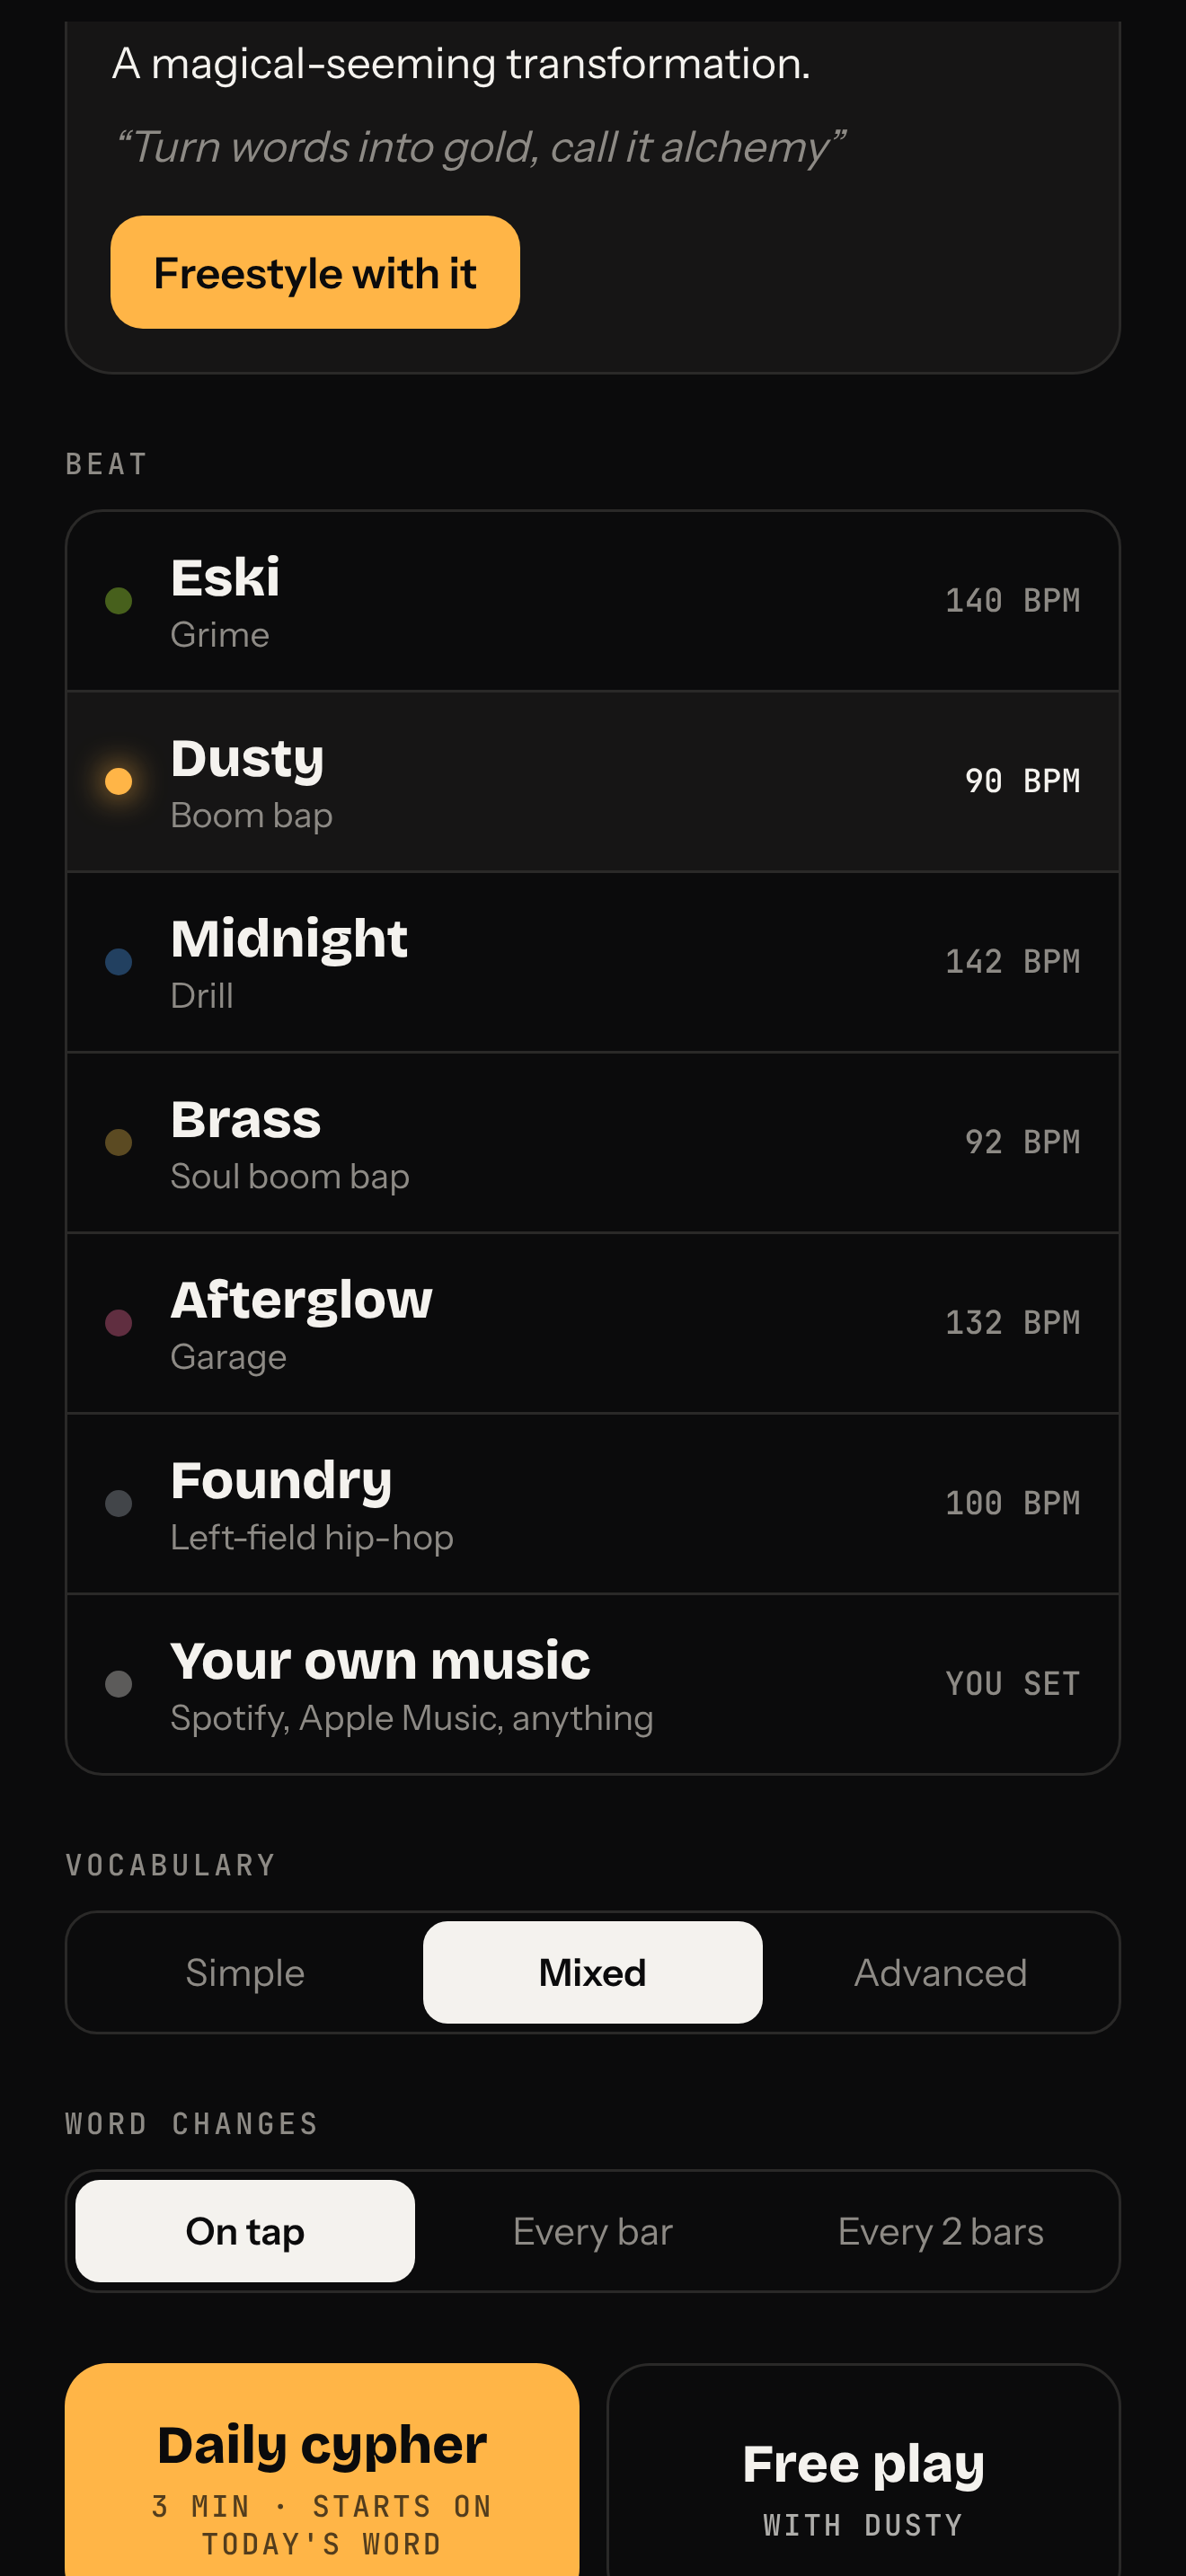 A magical-seeming transformation.
“Turn words into gold, call it alchemy”
Freestyle with it
BEAT
Eski
Grime
140 BPM
Dusty
Boom bap
90 BPM
Midnight
Drill
142 BPM
Brass
Soul boom bap
92 BPM
Afterglow
Garage
132 BPM
Foundry
Left-field hip-hop
100 BPM
Your own music
Spotify, Apple Music, anything
YOU SET
VOCABULARY
Simple
Mixed
Advanced
WORD CHANGES
On tap
Every bar
Every 2 bars
Daily cypher
3 MIN · STARTS ON
TODAY'S WORD
Free play
WITH DUSTY